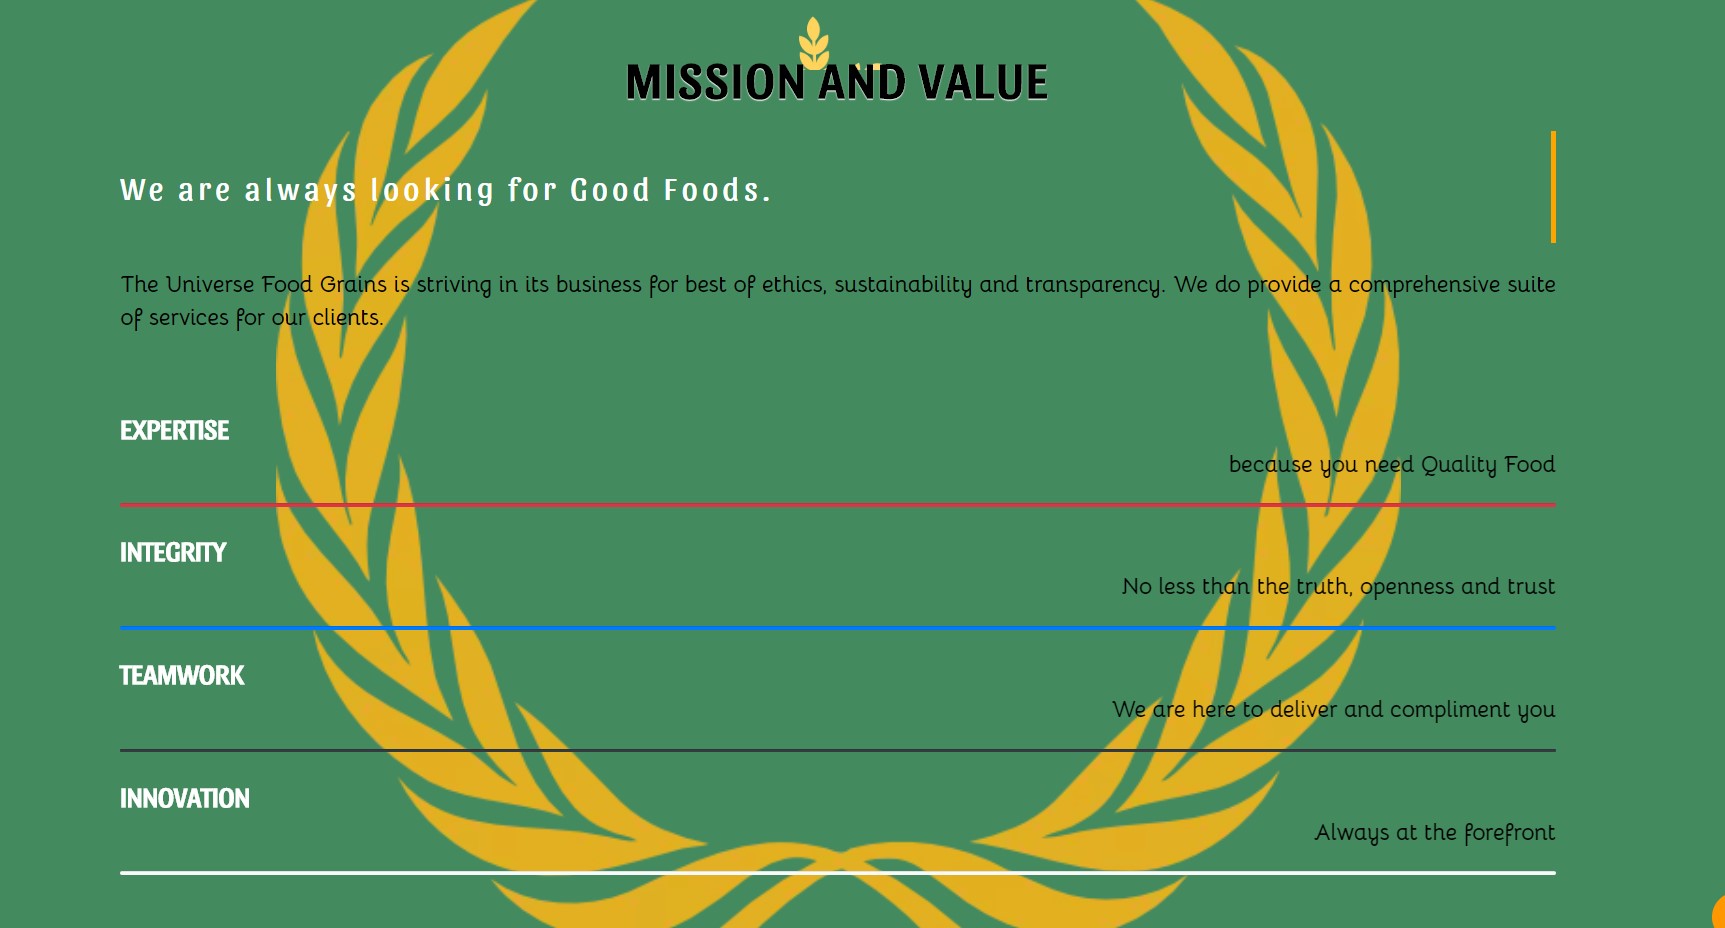 MISSION AND VALUE
We are always looking for Good Foods.
The Universe Food Grains is striving in its business for best of ethics, sustainability and transparency. We do provide a comprehensive suite
of services for our clients.
EXPERTISE
because you need Quality Food
INTEGRITY
No less than the truth, openness and trust
TEAMWORK
We are here to deliver and compliment you
INNOVATION
Always at the forefront